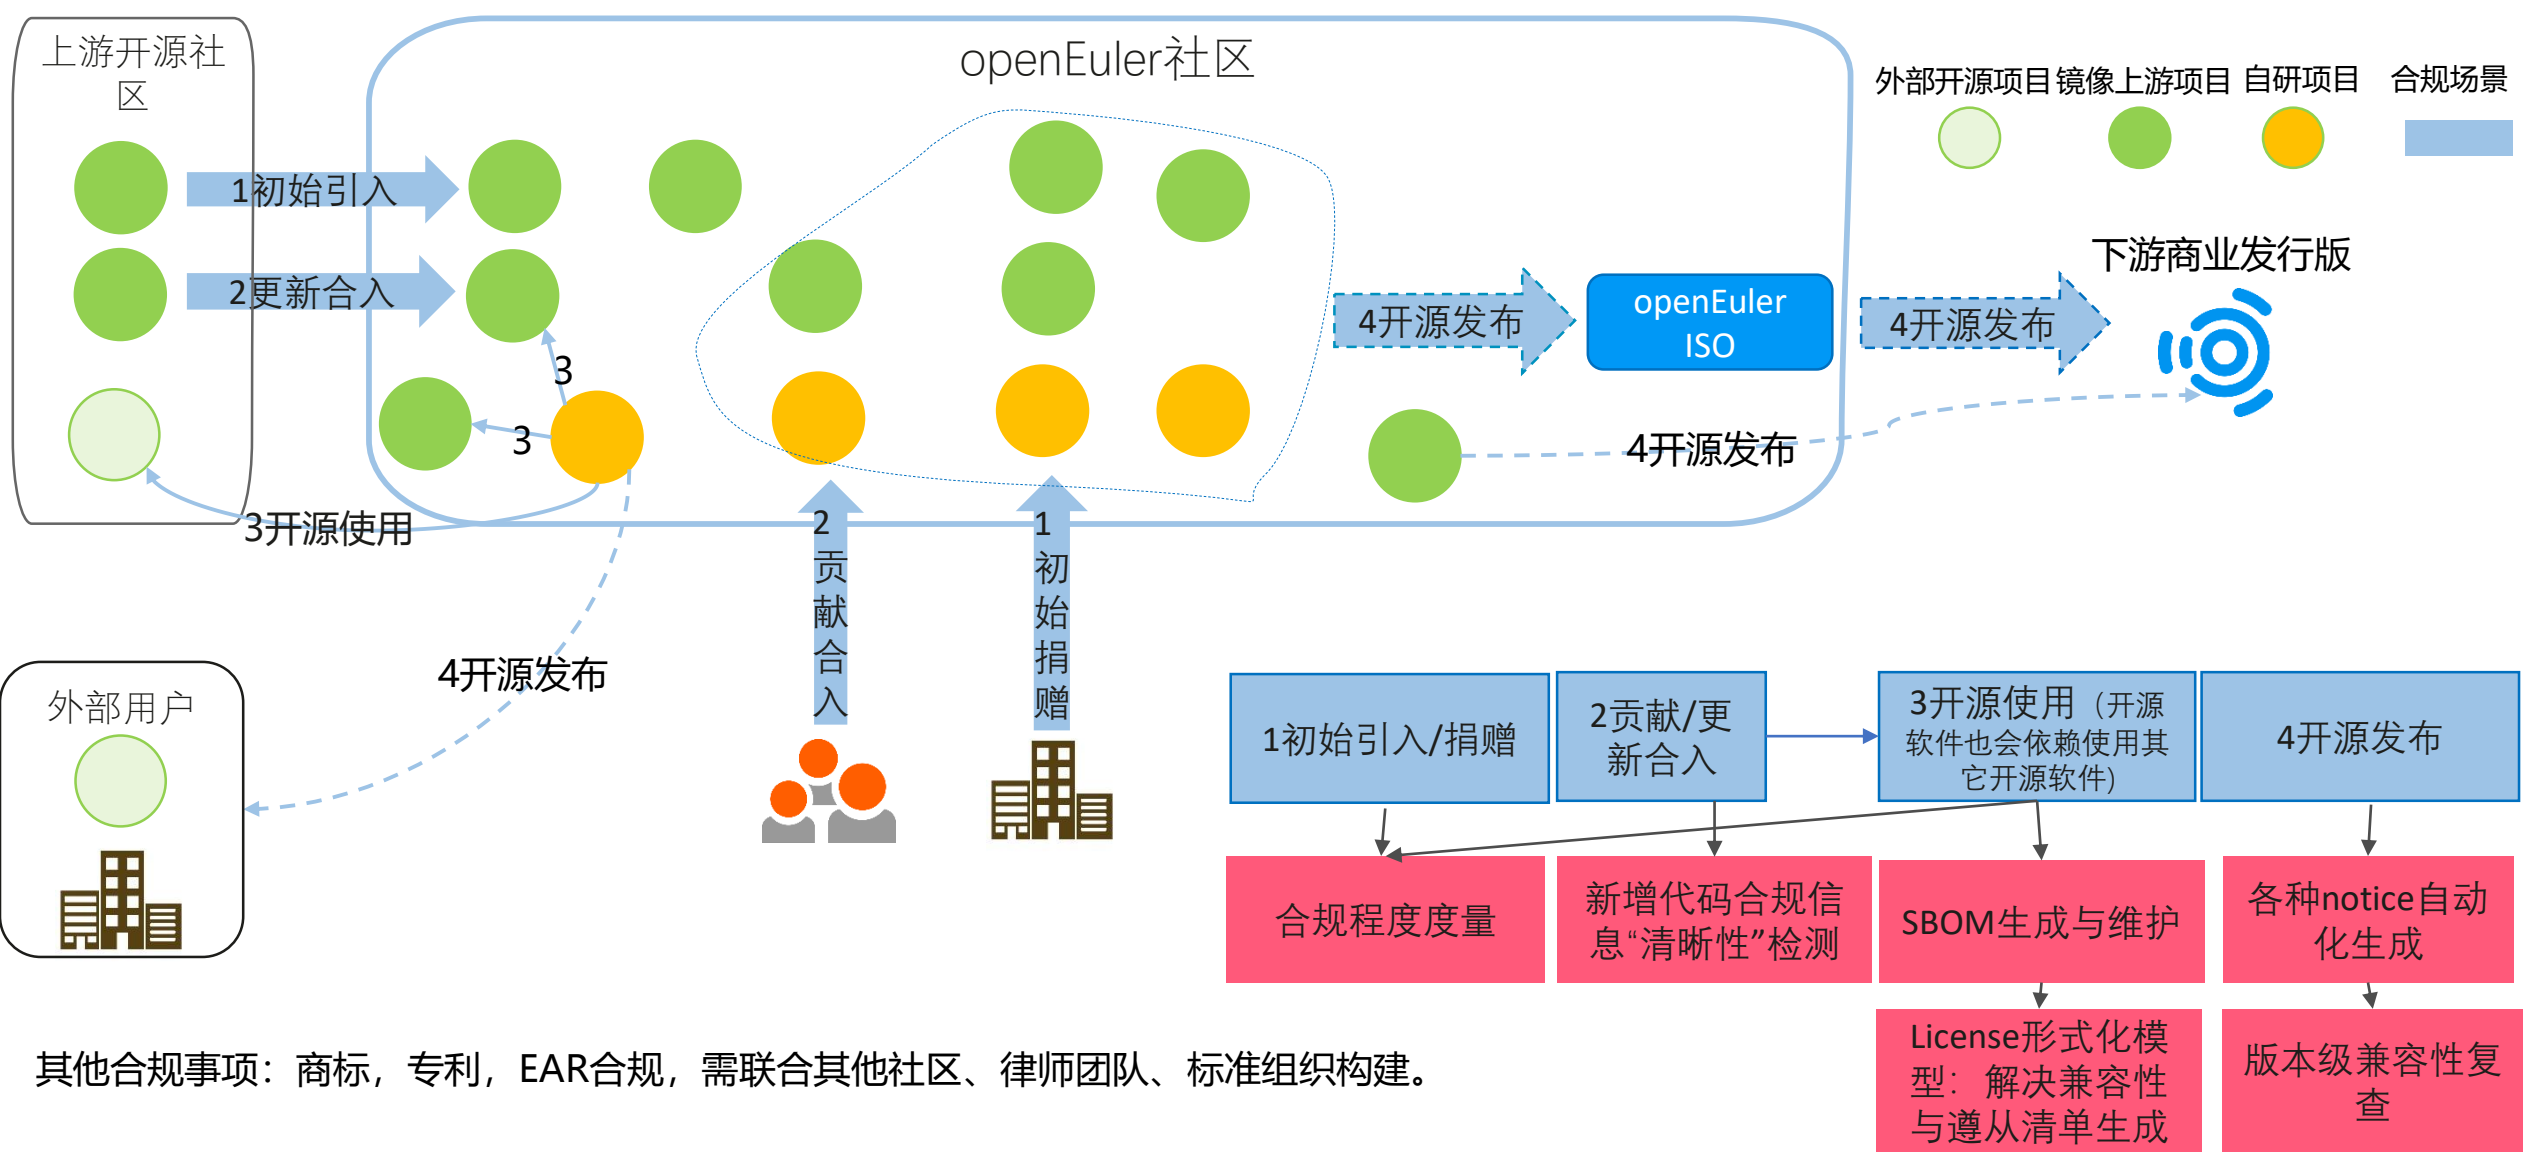 上游开源社
区
openEuler社区
外部开源项目
镜像上游项目
自研项目
合规场景
1初始引入
2更新合入
3
3
3开源使用
4开源发布
openEuler
ISO
4开源发布
下游商业发行版
4开源发布
4开源发布
2
贡
献
合
入
1
初
始
捐
赠
外部用户
1初始引入/捐赠
2贡献/更
新合入
3开源使用（开源
软件也会依赖使用其
它开源软件)
4开源发布
合规程度度量
新增代码合规信
息“清晰性”检测
SBOM生成与维护
各种notice自动
化生成
License形式化模
型： 解决兼容性
与遵从清单生成
版本级兼容性复
查
其他合规事项：商标，专利，EAR合规，需联合其他社区、律师团队、标准组织构建。